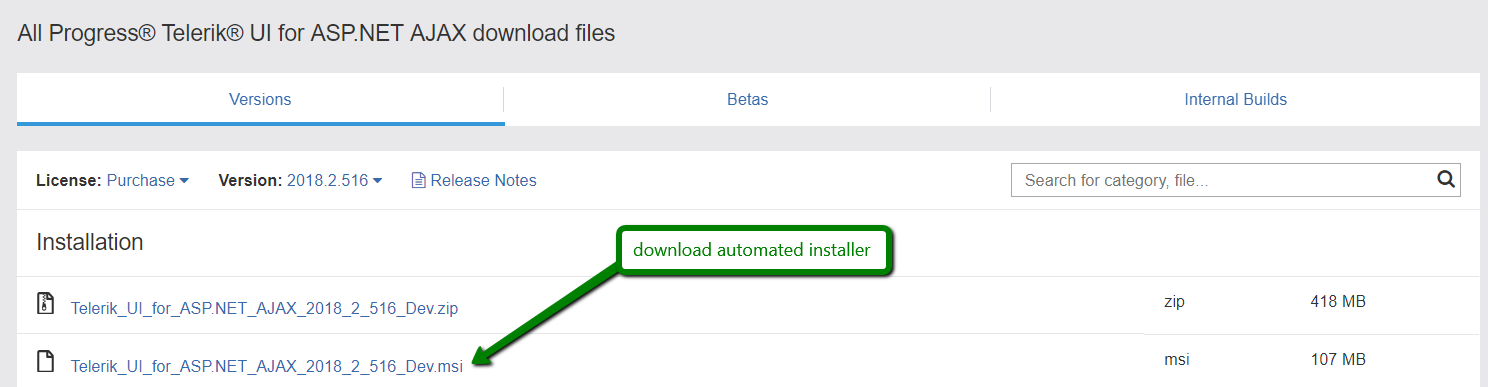 All Progress® Telerik® UI for ASP.NET AJAX download files
Versions Betas Internal Builds
License: Purchase Version: 2018.2.516 Release Notes Search for category, file...
Installation
download automated installer
Telerik_UI_for_ASP.NET_AJAX_2018_2_516_Dev.zip zip 418 MB
Telerik_UI_for_ASP.NET_AJAX_2018_2_516_Dev.msi msi 107 MB